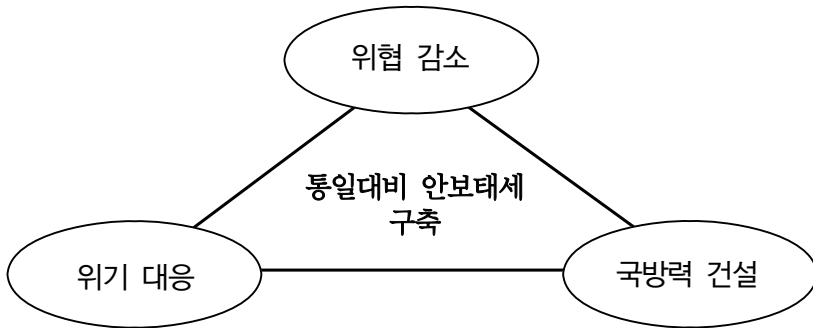 위협 감소
통일대비 안보태세
구축
위기 대응
국방력 건설